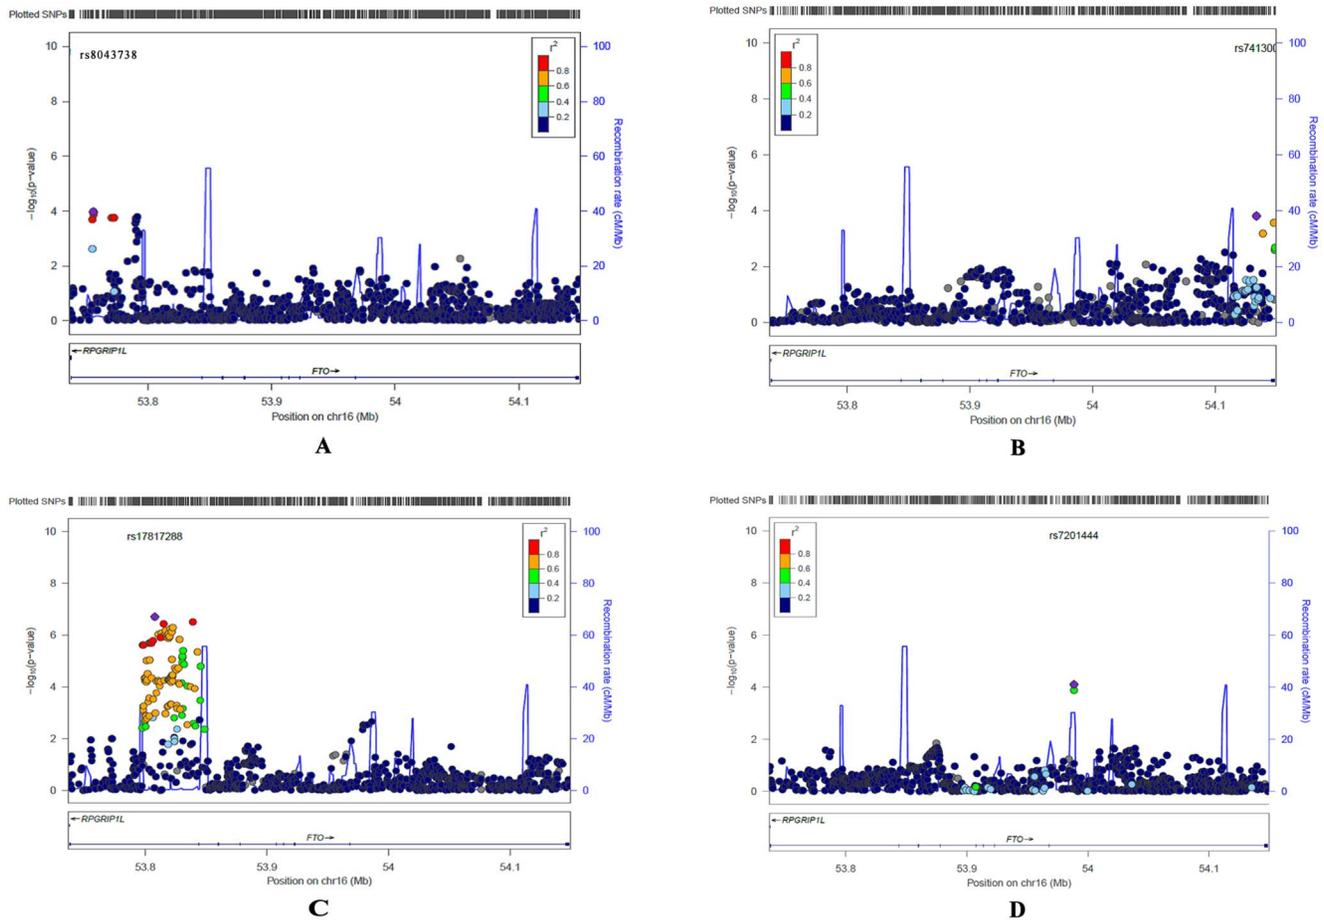 Plotted SNPs
rs8043738
r²
0.8
0.6
0.4
0.2
10
8
6
4
2
0
−log₁₀(p−value)
100
80
60
40
20
0
Recombination rate (cM/Mb)
←RPGRIP1L
FTO→
53.8 53.9 54 54.1
Position on chr16 (Mb)
A
Plotted SNPs
rs741300
r²
0.8
0.6
0.4
0.2
10
8
6
4
2
0
−log₁₀(p−value)
100
80
60
40
20
0
Recombination rate (cM/Mb)
←RPGRIP1L
FTO→
53.8 53.9 54 54.1
Position on chr16 (Mb)
B
Plotted SNPs
rs17817288
r²
0.8
0.6
0.4
0.2
10
8
6
4
2
0
−log₁₀(p−value)
100
80
60
40
20
0
Recombination rate (cM/Mb)
←RPGRIP1L
FTO→
53.8 53.9 54 54.1
Position on chr16 (Mb)
C
Plotted SNPs
rs7201444
r²
0.8
0.6
0.4
0.2
10
8
6
4
2
0
−log₁₀(p−value)
100
80
60
40
20
0
Recombination rate (cM/Mb)
←RPGRIP1L
FTO→
53.8 53.9 54 54.1
Position on chr16 (Mb)
D